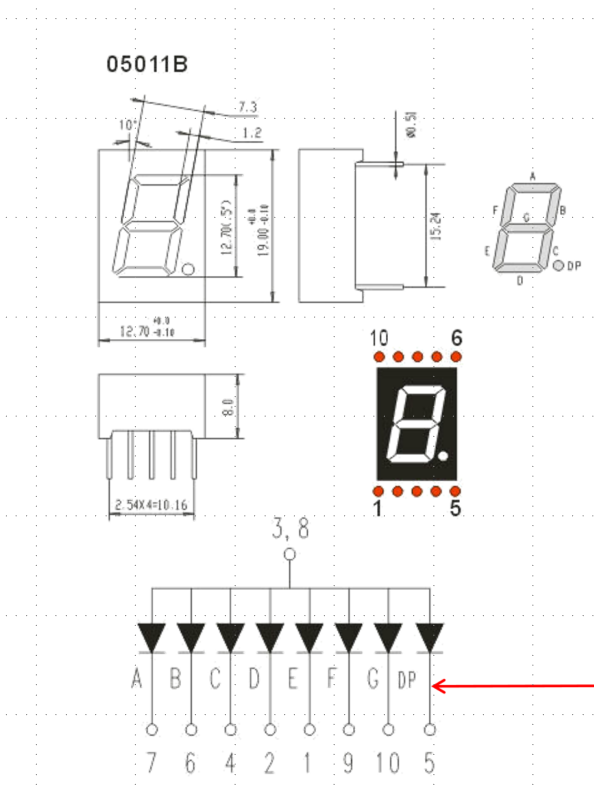 05011B
7.3
10°
1.2
Ø0.51
12.70(.5")
+0.0
19.00 -0.10
15.24
A
F
B
G
E
C
D
DP
+0.0
12.70 -0.10
10
6
8.0
2.54X4=10.16
1
5
3, 8
A B C D E F G DP
7 6 4 2 1 9 10 5